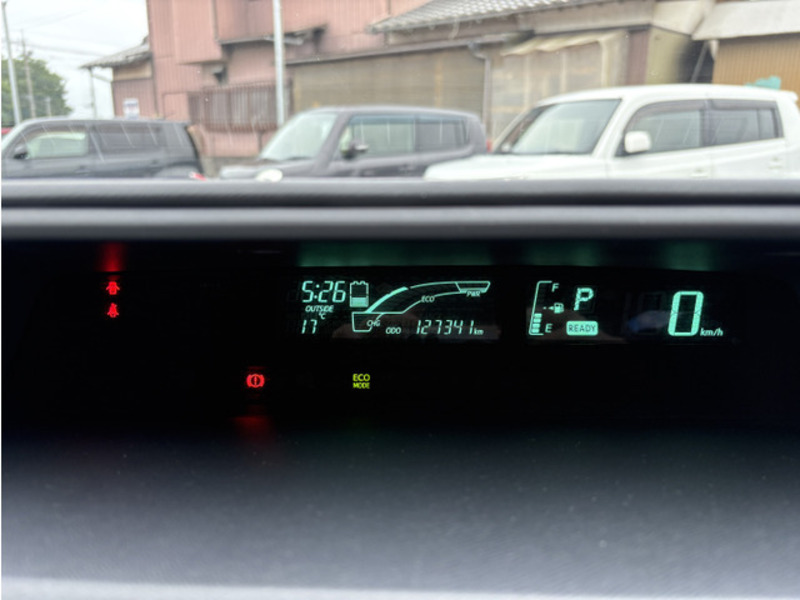 5:26
OUTSIDE
°C
17
CHG
ECO
PWR
ODO 127341 km
F
E
P
READY
0 km/h
ECO
MODE